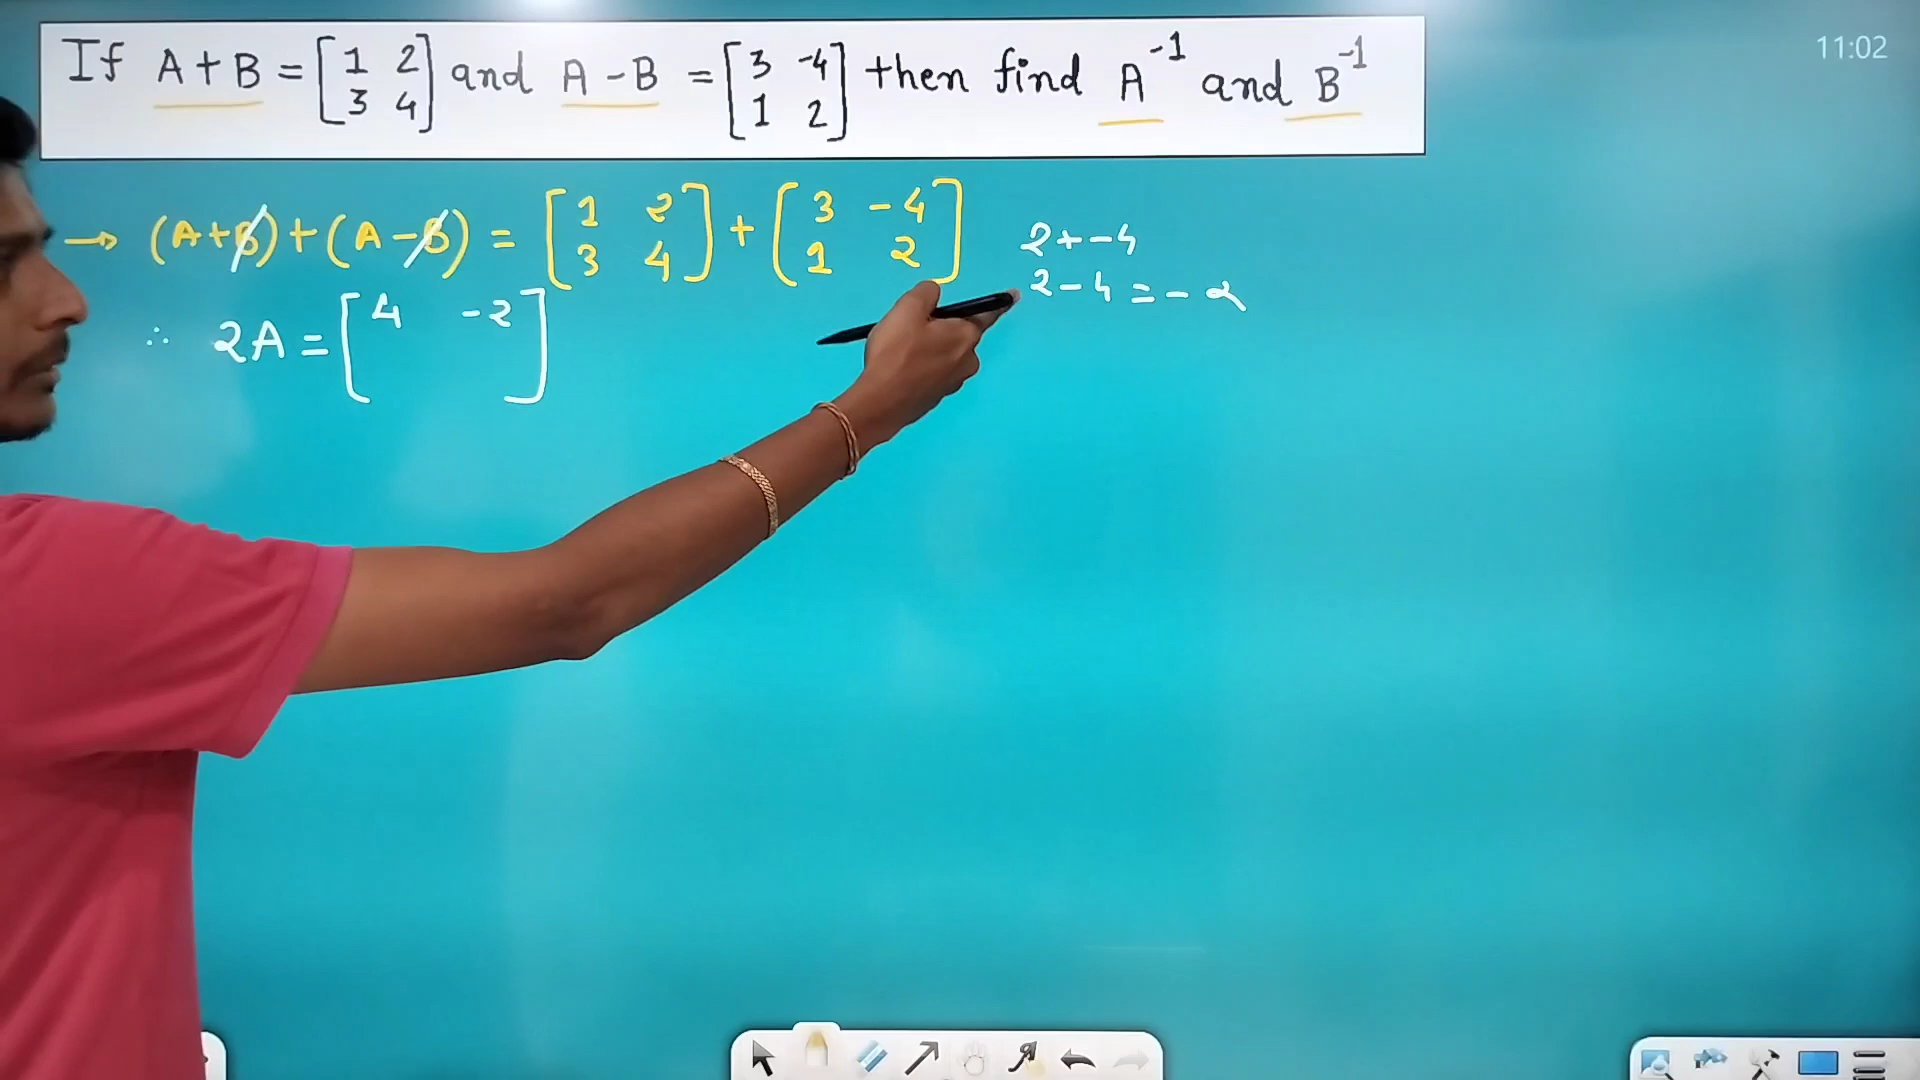 If A + B = [1 2 3 4] and A - B = [3 -4 1 2] then find A^-1 and B^-1
11:02
→ (A+B) + (A-B) = [1 2 3 4] + [3 -4 1 2]
2+-4
2-4 = -2
∴ 2A = [4 -2]